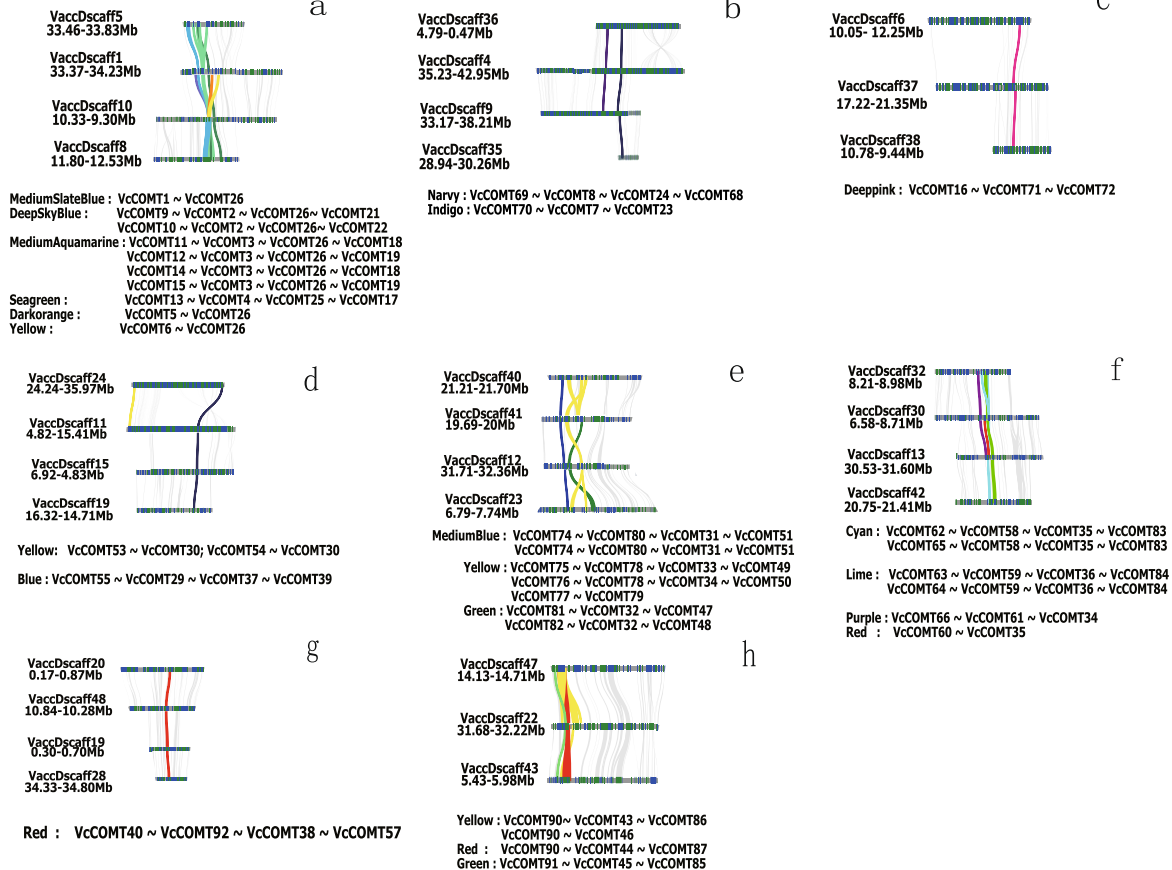 a
VaccDscaff5
33.46-33.83Mb
VaccDscaff1
33.37-34.23Mb
VaccDscaff10
10.33-9.30Mb
VaccDscaff8
11.80-12.53Mb
MediumSlateBlue : VcCOMT1 ~ VcCOMT26
DeepSkyBlue : VcCOMT9 ~ VcCOMT2 ~ VcCOMT26~ VcCOMT21
VcCOMT10 ~ VcCOMT2 ~ VcCOMT26~ VcCOMT22
MediumAquamarine : VcCOMT11 ~ VcCOMT3 ~ VcCOMT26 ~ VcCOMT18
VcCOMT12 ~ VcCOMT3 ~ VcCOMT26 ~ VcCOMT19
VcCOMT14 ~ VcCOMT3 ~ VcCOMT26 ~ VcCOMT18
VcCOMT15 ~ VcCOMT3 ~ VcCOMT26 ~ VcCOMT19
Seagreen : VcCOMT13 ~ VcCOMT4 ~ VcCOMT25 ~ VcCOMT17
Darkorange : VcCOMT5 ~ VcCOMT26
Yellow : VcCOMT6 ~ VcCOMT26
b
VaccDscaff36
4.79-0.47Mb
VaccDscaff4
35.23-42.95Mb
VaccDscaff9
33.17-38.21Mb
VaccDscaff35
28.94-30.26Mb
Narvy : VcCOMT69 ~ VcCOMT8 ~ VcCOMT24 ~ VcCOMT68
Indigo : VcCOMT70 ~ VcCOMT7 ~ VcCOMT23
c
VaccDscaff6
10.05- 12.25Mb
VaccDscaff37
17.22-21.35Mb
VaccDscaff38
10.78-9.44Mb
Deeppink : VcCOMT16 ~ VcCOMT71 ~ VcCOMT72
d
VaccDscaff24
24.24-35.97Mb
VaccDscaff11
4.82-15.41Mb
VaccDscaff15
6.92-4.83Mb
VaccDscaff19
16.32-14.71Mb
Yellow: VcCOMT53 ~ VcCOMT30; VcCOMT54 ~ VcCOMT30
Blue : VcCOMT55 ~ VcCOMT29 ~ VcCOMT37 ~ VcCOMT39
e
VaccDscaff40
21.21-21.70Mb
VaccDscaff41
19.69-20Mb
VaccDscaff12
31.71-32.36Mb
VaccDscaff23
6.79-7.74Mb
MediumBlue : VcCOMT74 ~ VcCOMT80 ~ VcCOMT31 ~ VcCOMT51
VcCOMT74 ~ VcCOMT80 ~ VcCOMT31 ~ VcCOMT51
Yellow : VcCOMT75 ~ VcCOMT78 ~ VcCOMT33 ~ VcCOMT49
VcCOMT76 ~ VcCOMT78 ~ VcCOMT34 ~ VcCOMT50
VcCOMT77 ~ VcCOMT79
Green : VcCOMT81 ~ VcCOMT32 ~ VcCOMT47
VcCOMT82 ~ VcCOMT32 ~ VcCOMT48
f
VaccDscaff32
8.21-8.98Mb
VaccDscaff30
6.58-8.71Mb
VaccDscaff13
30.53-31.60Mb
VaccDscaff42
20.75-21.41Mb
Cyan : VcCOMT62 ~ VcCOMT58 ~ VcCOMT35 ~ VcCOMT83
VcCOMT65 ~ VcCOMT58 ~ VcCOMT35 ~ VcCOMT83
Lime : VcCOMT63 ~ VcCOMT59 ~ VcCOMT36 ~ VcCOMT84
VcCOMT64 ~ VcCOMT59 ~ VcCOMT36 ~ VcCOMT84
Purple : VcCOMT66 ~ VcCOMT61 ~ VcCOMT34
Red : VcCOMT60 ~ VcCOMT35
g
VaccDscaff20
0.17-0.87Mb
VaccDscaff48
10.84-10.28Mb
VaccDscaff19
0.30-0.70Mb
VaccDscaff28
34.33-34.80Mb
Red : VcCOMT40 ~ VcCOMT92 ~ VcCOMT38 ~ VcCOMT57
h
VaccDscaff47
14.13-14.71Mb
VaccDscaff22
31.68-32.22Mb
VaccDscaff43
5.43-5.98Mb
Yellow : VcCOMT90~ VcCOMT43 ~ VcCOMT86
VcCOMT90 ~ VcCOMT46
Red : VcCOMT90 ~ VcCOMT44 ~ VcCOMT87
Green : VcCOMT91 ~ VcCOMT45 ~ VcCOMT85